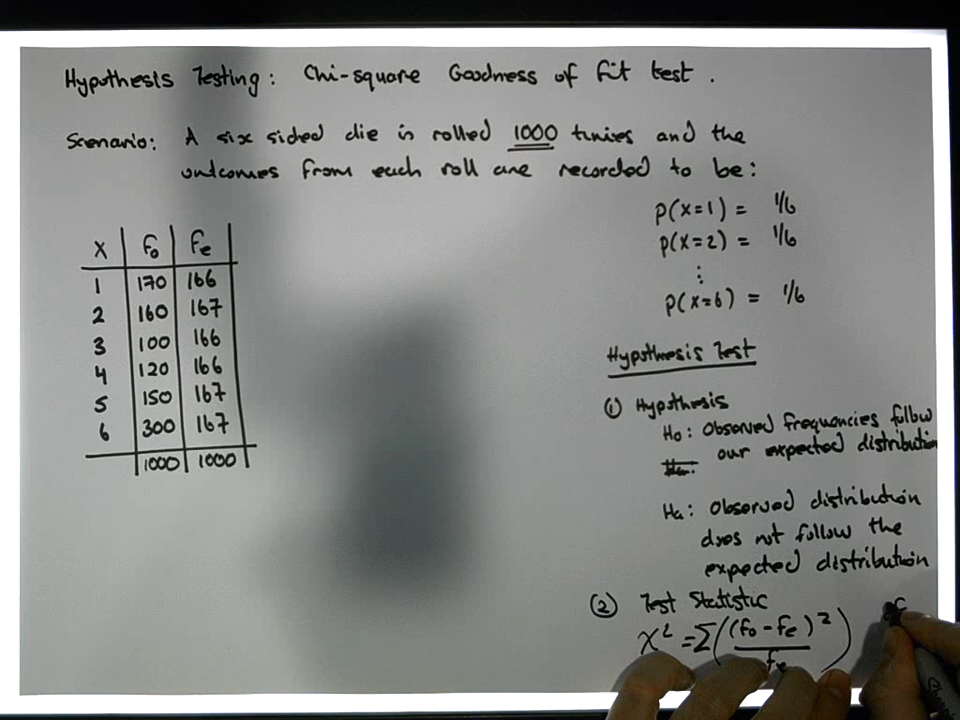 Hypothesis Testing: Chi-square Goodness of Fit test.
Scenario: A six sided die is rolled 1000 times and the
outcomes from each roll are recorded to be:
P(x=1) = 1/6
P(x=2) = 1/6
⋮
P(x=6) = 1/6
x | fo | fe
1 | 170 | 166
2 | 160 | 167
3 | 100 | 166
4 | 120 | 166
5 | 150 | 167
6 | 300 | 167
1000 | 1000
Hypothesis Test
① Hypothesis
Ho: Observed frequencies follow
our expected distribution
Ha: Observed distribution
does not follow the
expected distribution
② Test Statistic
χ² = Σ((fo - fe)²/fe)